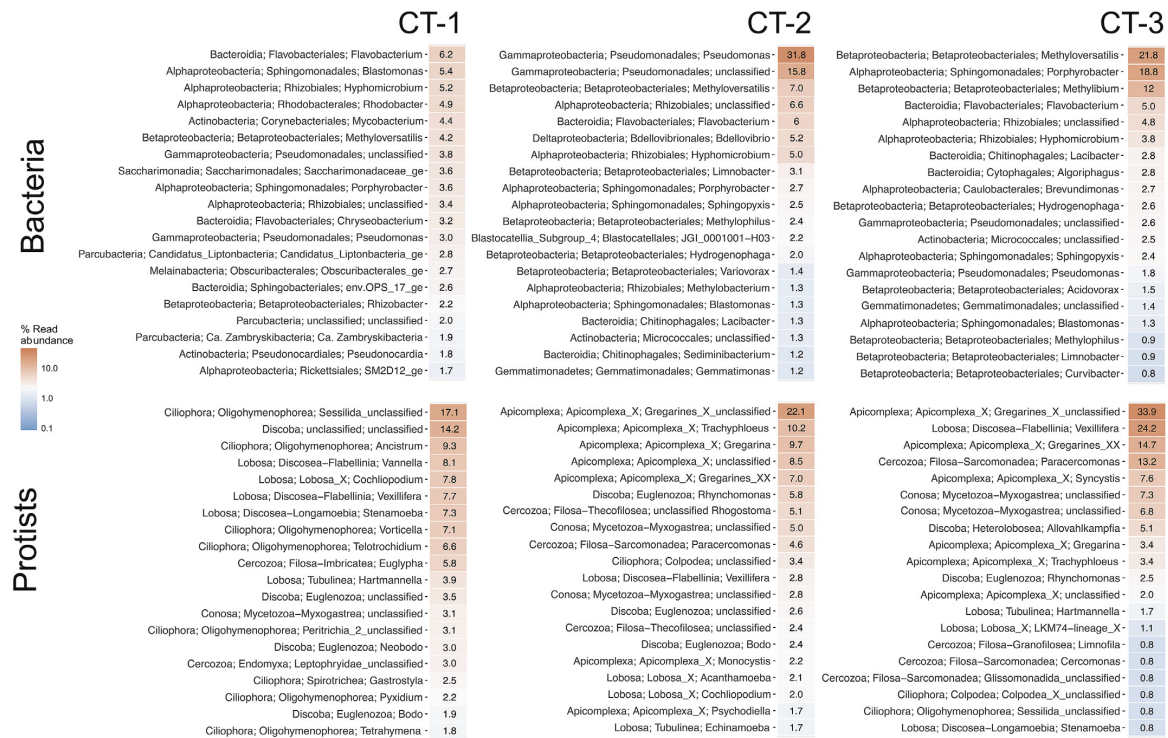 CT-1
CT-2
CT-3
Bacteria
Bacteroidia; Flavobacteriales; Flavobacterium - 6.2
Alphaproteobacteria; Sphingomonadales; Blastomonas - 5.4
Alphaproteobacteria; Rhizobiales; Hyphomicrobium - 5.2
Alphaproteobacteria; Rhodobacterales; Rhodobacter - 4.9
Actinobacteria; Corynebacteriales; Mycobacterium - 4.4
Betaproteobacteria; Betaproteobacteriales; Methyloversatilis - 4.2
Gammaproteobacteria; Pseudomonadales; unclassified - 3.8
Saccharimonadia; Saccharimonadales; Saccharimonadaceae_ge - 3.6
Alphaproteobacteria; Sphingomonadales; Porphyrobacter - 3.6
Alphaproteobacteria; Rhizobiales; unclassified - 3.4
Bacteroidia; Flavobacteriales; Chryseobacterium - 3.2
Gammaproteobacteria; Pseudomonadales; Pseudomonas - 3.0
Parcubacteria; Candidatus_Liptonbacteria; Candidatus_Liptonbacteria_ge - 2.8
Melainabacteria; Obscuribacterales; Obscuribacterales_ge - 2.7
Bacteroidia; Sphingobacteriales; env.OPS_17_ge - 2.6
Betaproteobacteria; Betaproteobacteriales; Rhizobacter - 2.2
Parcubacteria; unclassified; unclassified - 2.0
Parcubacteria; Ca. Zambryskibacteria; Ca. Zambryskibacteria - 1.9
Actinobacteria; Pseudonocardiales; Pseudonocardia - 1.8
Alphaproteobacteria; Rickettsiales; SM2D12_ge - 1.7
Gammaproteobacteria; Pseudomonadales; Pseudomonas - 31.8
Gammaproteobacteria; Pseudomonadales; unclassified - 15.8
Betaproteobacteria; Betaproteobacteriales; Methyloversatilis - 7.0
Alphaproteobacteria; Rhizobiales; unclassified - 6.6
Bacteroidia; Flavobacteriales; Flavobacterium - 6
Deltaproteobacteria; Bdellovibrionales; Bdellovibrio - 5.2
Alphaproteobacteria; Rhizobiales; Hyphomicrobium - 5.0
Betaproteobacteria; Betaproteobacteriales; Limnobacter - 3.1
Alphaproteobacteria; Sphingomonadales; Porphyrobacter - 2.7
Alphaproteobacteria; Sphingomonadales; Sphingopyxis - 2.5
Betaproteobacteria; Betaproteobacteriales; Methylophilus - 2.4
Blastocatellia_Subgroup_4; Blastocatellales; JGI_0001001-H03 - 2.2
Betaproteobacteria; Betaproteobacteriales; Hydrogenophaga - 2.0
Betaproteobacteria; Betaproteobacteriales; Variovorax - 1.4
Alphaproteobacteria; Rhizobiales; Methylobacterium - 1.3
Alphaproteobacteria; Sphingomonadales; Blastomonas - 1.3
Bacteroidia; Chitinophagales; Lacibacter - 1.3
Actinobacteria; Micrococcales; unclassified - 1.3
Bacteroidia; Chitinophagales; Sediminibacterium - 1.2
Gemmatimonadetes; Gemmatimonadales; Gemmatimonas - 1.2
Betaproteobacteria; Betaproteobacteriales; Methyloversatilis - 21.8
Alphaproteobacteria; Sphingomonadales; Porphyrobacter - 18.8
Betaproteobacteria; Betaproteobacteriales; Methylibium - 12
Bacteroidia; Flavobacteriales; Flavobacterium - 5.0
Alphaproteobacteria; Rhizobiales; unclassified - 4.8
Alphaproteobacteria; Rhizobiales; Hyphomicrobium - 3.8
Bacteroidia; Chitinophagales; Lacibacter - 2.8
Bacteroidia; Cytophagales; Algoriphagus - 2.8
Alphaproteobacteria; Caulobacterales; Brevundimonas - 2.7
Betaproteobacteria; Betaproteobacteriales; Hydrogenophaga - 2.6
Gammaproteobacteria; Pseudomonadales; unclassified - 2.6
Actinobacteria; Micrococcales; unclassified - 2.5
Alphaproteobacteria; Sphingomonadales; Sphingopyxis - 2.4
Gammaproteobacteria; Pseudomonadales; Pseudomonas - 1.8
Betaproteobacteria; Betaproteobacteriales; Acidovorax - 1.5
Gemmatimonadetes; Gemmatimonadales; unclassified - 1.4
Alphaproteobacteria; Sphingomonadales; Blastomonas - 1.3
Betaproteobacteria; Betaproteobacteriales; Methylophilus - 0.9
Betaproteobacteria; Betaproteobacteriales; Limnobacter - 0.9
Betaproteobacteria; Betaproteobacteriales; Curvibacter - 0.8
% Read
abundance
10.0
1.0
0.1
Protists
Ciliophora; Oligohymenophorea; Sessilida_unclassified - 17.1
Discoba; unclassified; unclassified - 14.2
Ciliophora; Oligohymenophorea; Ancistrum - 9.3
Lobosa; Discosea-Flabellinia; Vannella - 8.1
Lobosa; Lobosa_X; Cochliopodium - 7.8
Lobosa; Discosea-Flabellinia; Vexillifera - 7.7
Lobosa; Discosea-Longamoebia; Stenamoeba - 7.3
Ciliophora; Oligohymenophorea; Vorticella - 7.1
Ciliophora; Oligohymenophorea; Telotrochidium - 6.6
Cercozoa; Filosa-Imbricatea; Euglypha - 5.8
Lobosa; Tubulinea; Hartmannella - 3.9
Discoba; Euglenozoa; unclassified - 3.5
Conosa; Mycetozoa-Myxogastrea; unclassified - 3.1
Ciliophora; Oligohymenophorea; Peritrichia_2_unclassified - 3.1
Discoba; Euglenozoa; Neobodo - 3.0
Cercozoa; Endomyxa; Leptophryidae_unclassified - 3.0
Ciliophora; Spirotrichea; Gastrostyla - 2.5
Ciliophora; Oligohymenophorea; Pyxidium - 2.2
Discoba; Euglenozoa; Bodo - 1.9
Ciliophora; Oligohymenophorea; Tetrahymena - 1.8
Apicomplexa; Apicomplexa_X; Gregarines_X_unclassified - 22.1
Apicomplexa; Apicomplexa_X; Trachyphloeus - 10.2
Apicomplexa; Apicomplexa_X; Gregarina - 9.7
Apicomplexa; Apicomplexa_X; unclassified - 8.5
Apicomplexa; Apicomplexa_X; Gregarines_XX - 7.0
Discoba; Euglenozoa; Rhynchomonas - 5.8
Cercozoa; Filosa-Thecofilosea; unclassified Rhogostoma - 5.1
Conosa; Mycetozoa-Myxogastrea; unclassified - 5.0
Cercozoa; Filosa-Sarcomonadea; Paracercomonas - 4.6
Ciliophora; Colpodea; unclassified - 3.4
Lobosa; Discosea-Flabellinia; Vexillifera - 2.8
Conosa; Mycetozoa-Myxogastrea; unclassified - 2.8
Discoba; Euglenozoa; unclassified - 2.6
Cercozoa; Filosa-Thecofilosea; unclassified - 2.4
Discoba; Euglenozoa; Bodo - 2.4
Apicomplexa; Apicomplexa_X; Monocystis - 2.2
Lobosa; Lobosa_X; Acanthamoeba - 2.1
Lobosa; Lobosa_X; Cochliopodium - 2.0
Apicomplexa; Apicomplexa_X; Psychodiella - 1.7
Lobosa; Tubulinea; Echinamoeba - 1.7
Apicomplexa; Apicomplexa_X; Gregarines_X_unclassified - 33.9
Lobosa; Discosea-Flabellinia; Vexillifera - 24.2
Apicomplexa; Apicomplexa_X; Gregarines_XX - 14.7
Cercozoa; Filosa-Sarcomonadea; Paracercomonas - 13.2
Apicomplexa; Apicomplexa_X; Syncystis - 7.6
Conosa; Mycetozoa-Myxogastrea; unclassified - 7.3
Conosa; Mycetozoa-Myxogastrea; unclassified - 6.8
Discoba; Heterolobosea; Allovahlkampfia - 5.1
Apicomplexa; Apicomplexa_X; Gregarina - 3.4
Apicomplexa; Apicomplexa_X; Trachyphloeus - 3.4
Discoba; Euglenozoa; Rhynchomonas - 2.5
Apicomplexa; Apicomplexa_X; unclassified - 2.0
Lobosa; Tubulinea; Hartmannella - 1.7
Lobosa; Lobosa_X; LKM74-lineage_X - 1.1
Cercozoa; Filosa-Granofilosea; Limnofila - 0.8
Cercozoa; Filosa-Sarcomonadea; Cercomonas - 0.8
Cercozoa; Filosa-Sarcomonadea; Glissomonadida_unclassified - 0.8
Ciliophora; Colpodea; Colpodea_X_unclassified - 0.8
Ciliophora; Oligohymenophorea; Sessilida_unclassified - 0.8
Lobosa; Discosea-Longamoebia; Stenamoeba - 0.8